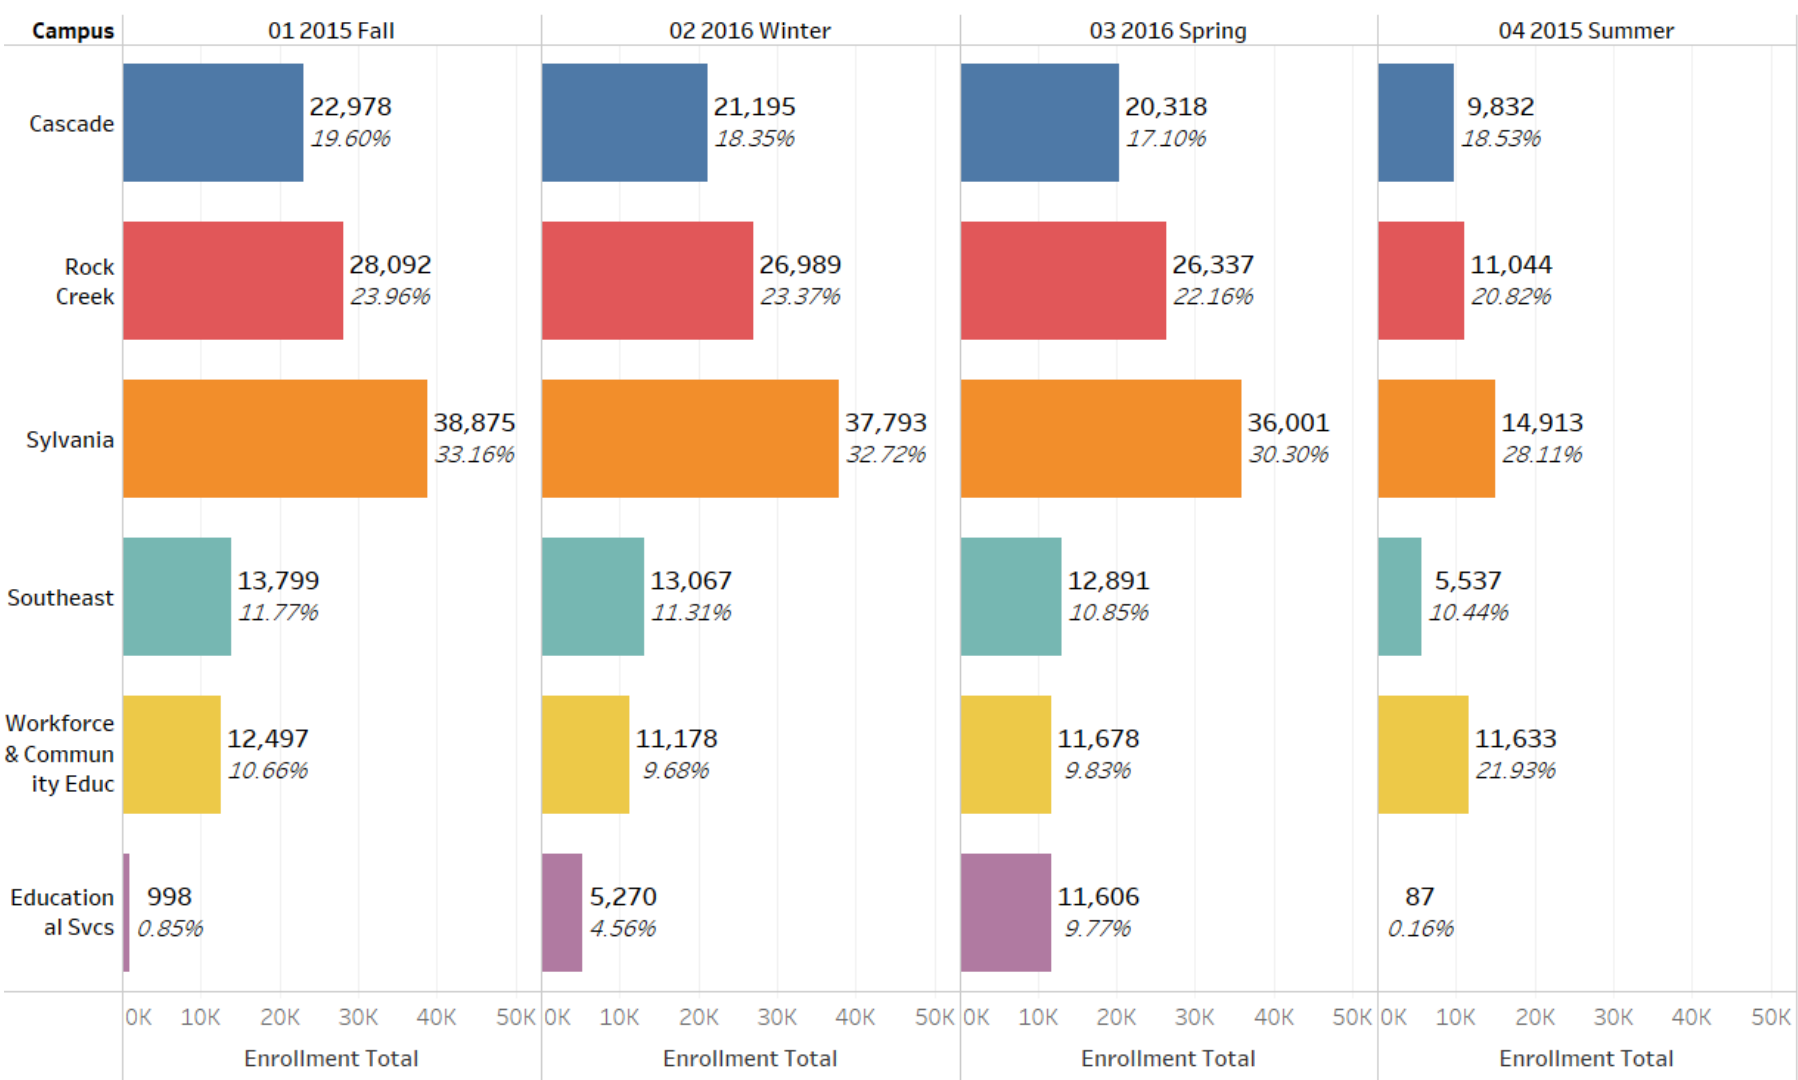 Campus 01 2015 Fall 02 2016 Winter 03 2016 Spring 04 2015 Summer
Cascade
22,978 21,195 20,318 9,832
19.60% 18.35% 17.10% 18.53%
Rock
Creek
28,092 26,989 26,337 11,044
23.96% 23.37% 22.16% 20.82%
Sylvania
38,875 37,793 36,001 14,913
33.16% 32.72% 30.30% 28.11%
Southeast
13,799 13,067 12,891 5,537
11.77% 11.31% 10.85% 10.44%
Workforce
& Commun
ity Educ
12,497 11,178 11,678 11,633
10.66% 9.68% 9.83% 21.93%
Education
al Svcs
998 5,270 11,606 87
0.85% 4.56% 9.77% 0.16%
0K 10K 20K 30K 40K 50K 0K 10K 20K 30K 40K 50K 0K 10K 20K 30K 40K 50K 0K 10K 20K 30K 40K 50K
Enrollment Total Enrollment Total Enrollment Total Enrollment Total